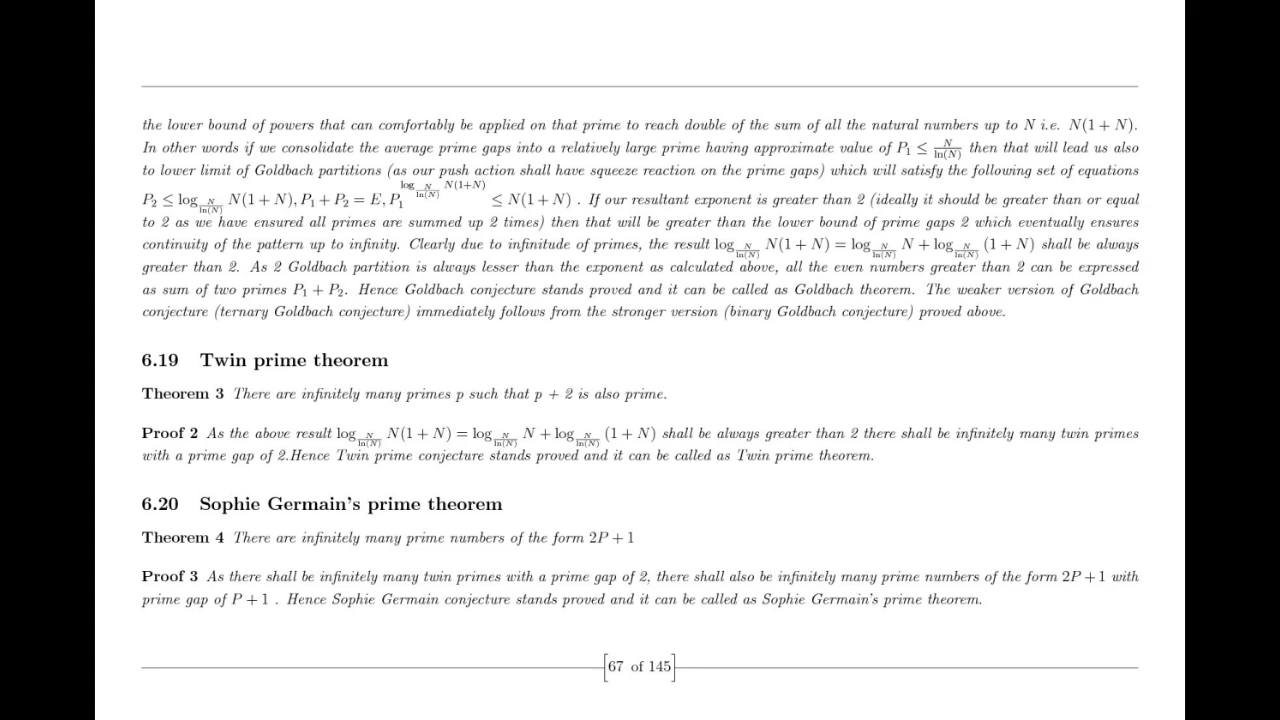 the lower bound of powers that can comfortably be applied on that prime to reach double of the sum of all the natural numbers up to N i.e. N(1 + N).
In other words if we consolidate the average prime gaps into a relatively large prime having approximate value of P₁ ≤ N/ln(N) then that will lead us also
to lower limit of Goldbach partitions (as our push action shall have squeeze reaction on the prime gaps) which will satisfy the following set of equations
P₂ ≤ log_{N/ln(N)} N(1 + N), P₁ + P₂ = E, P₁^{log_{N/ln(N)} N(1+N)} ≤ N(1 + N) . If our resultant exponent is greater than 2 (ideally it should be greater than or equal
to 2 as we have ensured all primes are summed up 2 times) then that will be greater than the lower bound of prime gaps 2 which eventually ensures
continuity of the pattern up to infinity. Clearly due to infinitude of primes, the result log_{N/ln(N)} N(1 + N) = log_{N/ln(N)} N + log_{N/ln(N)} (1 + N) shall be always
greater than 2. As 2 Goldbach partition is always lesser than the exponent as calculated above, all the even numbers greater than 2 can be expressed
as sum of two primes P₁ + P₂. Hence Goldbach conjecture stands proved and it can be called as Goldbach theorem. The weaker version of Goldbach
conjecture (ternary Goldbach conjecture) immediately follows from the stronger version (binary Goldbach conjecture) proved above.
6.19 Twin prime theorem
Theorem 3 There are infinitely many primes p such that p + 2 is also prime.
Proof 2 As the above result log_{N/ln(N)} N(1 + N) = log_{N/ln(N)} N + log_{N/ln(N)} (1 + N) shall be always greater than 2 there shall be infinitely many twin primes
with a prime gap of 2.Hence Twin prime conjecture stands proved and it can be called as Twin prime theorem.
6.20 Sophie Germain's prime theorem
Theorem 4 There are infinitely many prime numbers of the form 2P + 1
Proof 3 As there shall be infinitely many twin primes with a prime gap of 2, there shall also be infinitely many prime numbers of the form 2P + 1 with
prime gap of P + 1 . Hence Sophie Germain conjecture stands proved and it can be called as Sophie Germain's prime theorem.
[67 of 145]